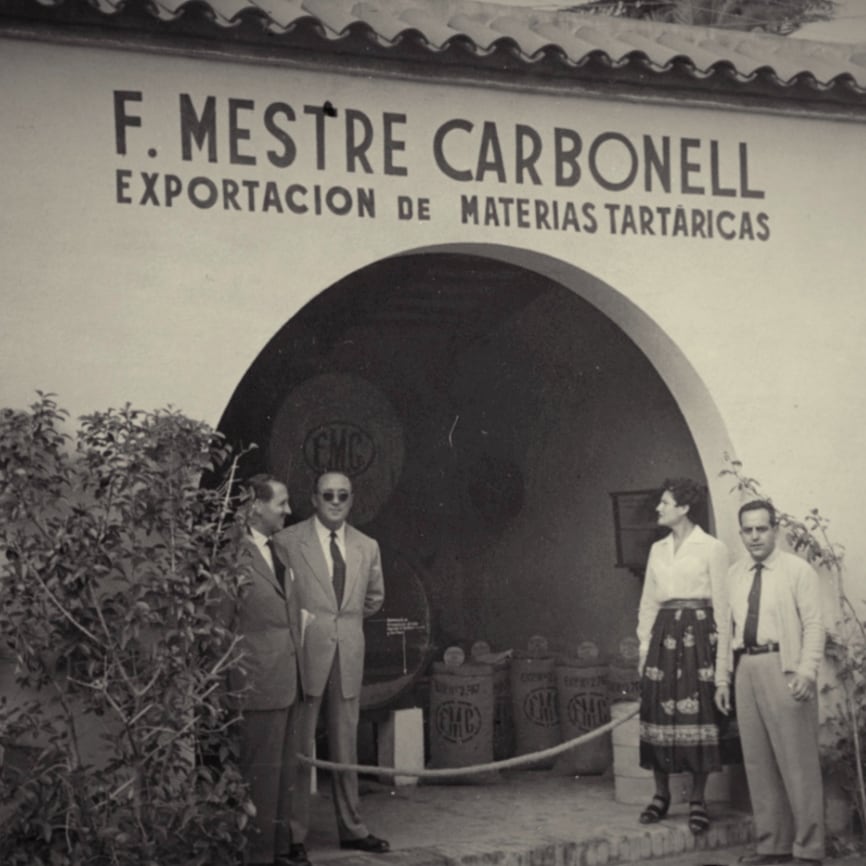 F. MESTRE CARBONELL
EXPORTACION DE MATERIAS TARTÁRICAS
FMC
FMC
FMC
FMC